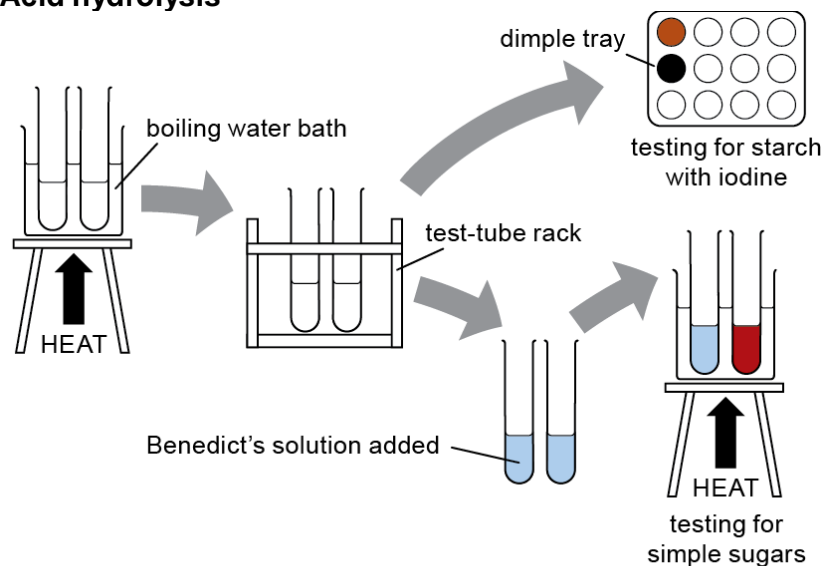 Acid hydrolysis
dimple tray
boiling water bath
testing for starch
with iodine
test-tube rack
HEAT
Benedict's solution added
HEAT
testing for
simple sugars